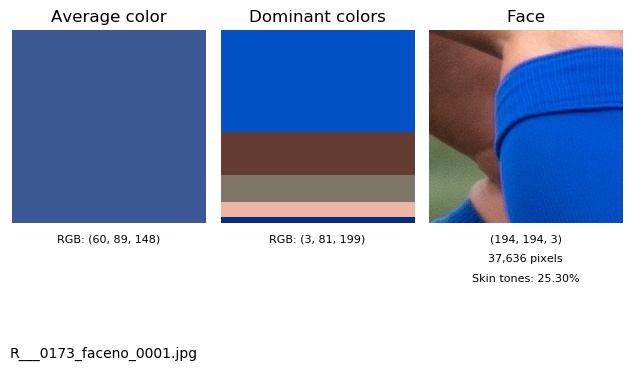 Average color
Dominant colors
Face
RGB: (60, 89, 148)
RGB: (3, 81, 199)
(194, 194, 3)
37,636 pixels
Skin tones: 25.30%
R___0173_faceno_0001.jpg